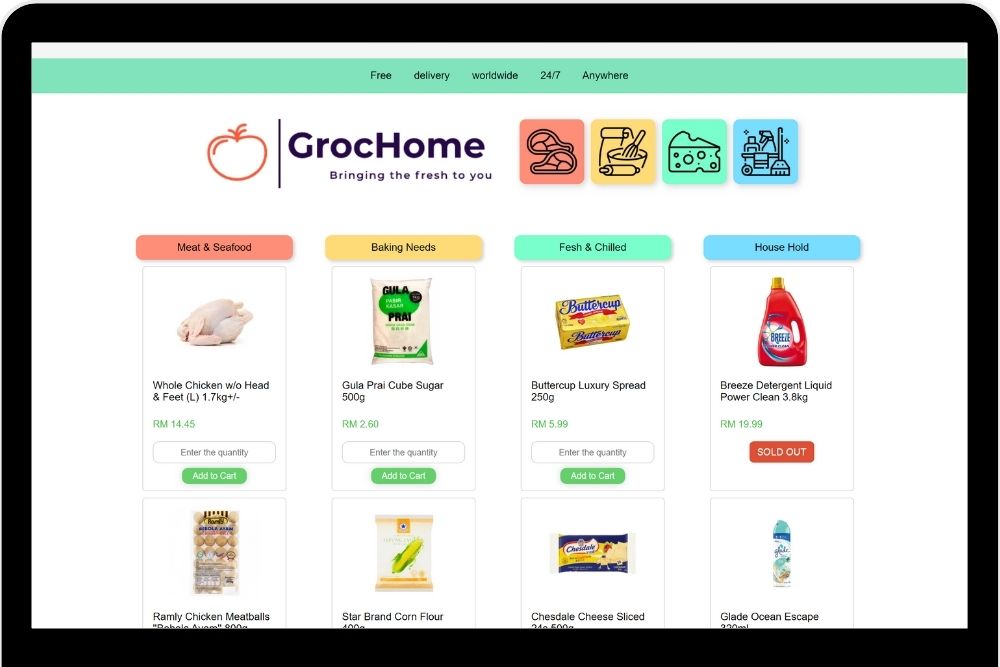 Free delivery worldwide 24/7 Anywhere
GrocHome
Bringing the fresh to you
Meat & Seafood
Baking Needs
Fesh & Chilled
House Hold
GULA
PASIR
KASAR
PRAI
Buttercup
Buttercup
BREEZE
Whole Chicken w/o Head
& Feet (L) 1.7kg+/-
RM 14.45
Enter the quantity
Add to Cart
Gula Prai Cube Sugar
500g
RM 2.60
Enter the quantity
Add to Cart
Buttercup Luxury Spread
250g
RM 5.99
Enter the quantity
Add to Cart
Breeze Detergent Liquid
Power Clean 3.8kg
RM 19.99
SOLD OUT
Ramly
BEBOLA AYAM
Chesdale
glade
Ramly Chicken Meatballs
"Bebola Ayam" 800g
Star Brand Corn Flour
400g
Chesdale Cheese Sliced
24s 500g
Glade Ocean Escape
320ml